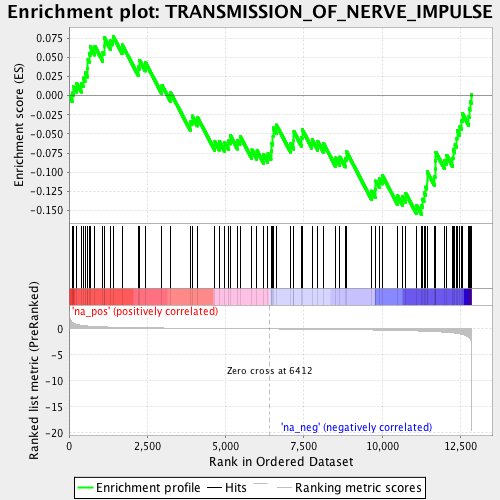 Enrichment plot: TRANSMISSION_OF_NERVE_IMPULSE
Enrichment score (ES)
0.075
0.050
0.025
0.000
-0.025
-0.050
-0.075
-0.100
-0.125
-0.150
'na_pos' (positively correlated)
Ranked list metric (PreRanked)
0
-5
-10
-15
-20
Zero cross at 6412
'na_neg' (negatively correlated)
0
2,500
5,000
7,500
10,000
12,500
Rank in Ordered Dataset
Enrichment profile
Hits
Ranking metric scores